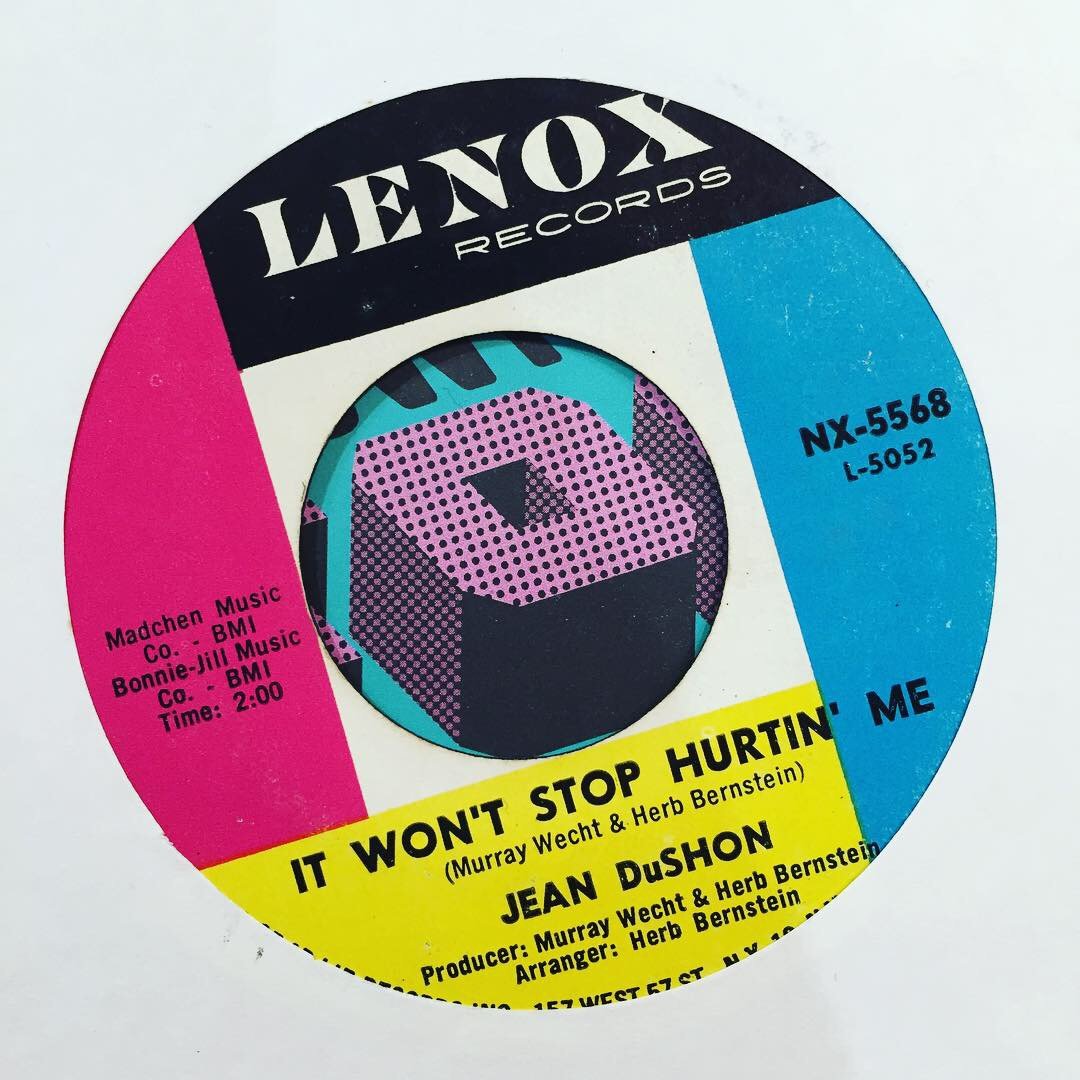 LENOX
RECORDS
NX-5568
L-5052
Madchen Music
Co. - BMI
Bonnie-Jill Music
Co. - BMI
Time: 2:00
IT WON'T STOP HURTIN' ME
(Murray Wecht & Herb Bernstein)
JEAN DuSHON
Producer: Murray Wecht & Herb Bernstein
Arranger: Herb Bernstein
INC., 157 WEST 57 ST., N.Y.